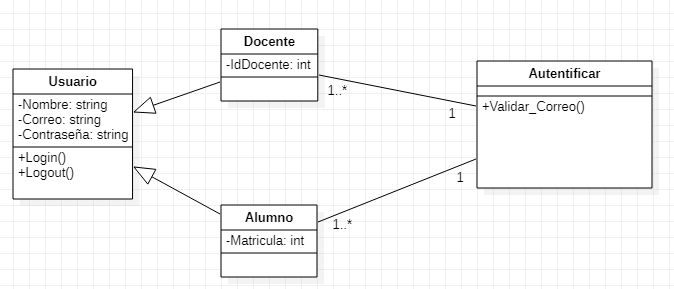 Usuario
-Nombre: string
-Correo: string
-Contraseña: string
+Login()
+Logout()
Docente
-IdDocente: int
1..*
1
Alumno
-Matricula: int
1..*
1
Autentificar
+Validar_Correo()